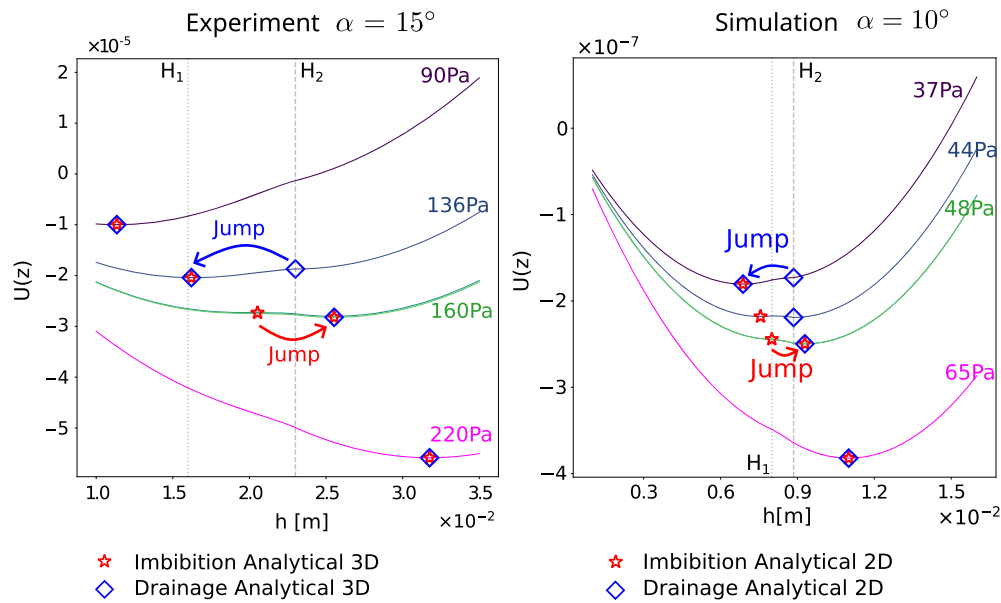 Experiment α = 15°
×10⁻⁵
H₁
H₂
90Pa
136Pa
160Pa
220Pa
Jump
Jump
2
1
0
−1
−2
−3
−4
−5
U(z)
1.0
1.5
2.0
2.5
3.0
3.5
×10⁻²
h [m]
Imbibition Analytical 3D
Drainage Analytical 3D
Simulation α = 10°
×10⁻⁷
H₂
37Pa
44Pa
48Pa
65Pa
Jump
Jump
H₁
0
−1
−2
−3
−4
U(z)
0.3
0.6
0.9
1.2
1.5
×10⁻²
h[m]
Imbibition Analytical 2D
Drainage Analytical 2D